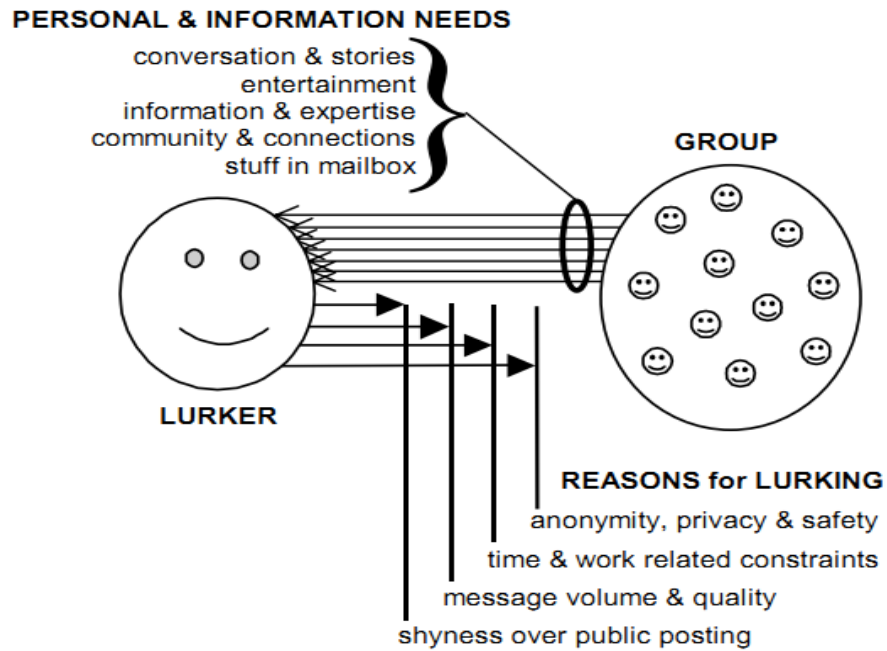 PERSONAL & INFORMATION NEEDS
conversation & stories
entertainment
information & expertise
community & connections
stuff in mailbox
GROUP
LURKER
REASONS for LURKING
anonymity, privacy & safety
time & work related constraints
message volume & quality
shyness over public posting